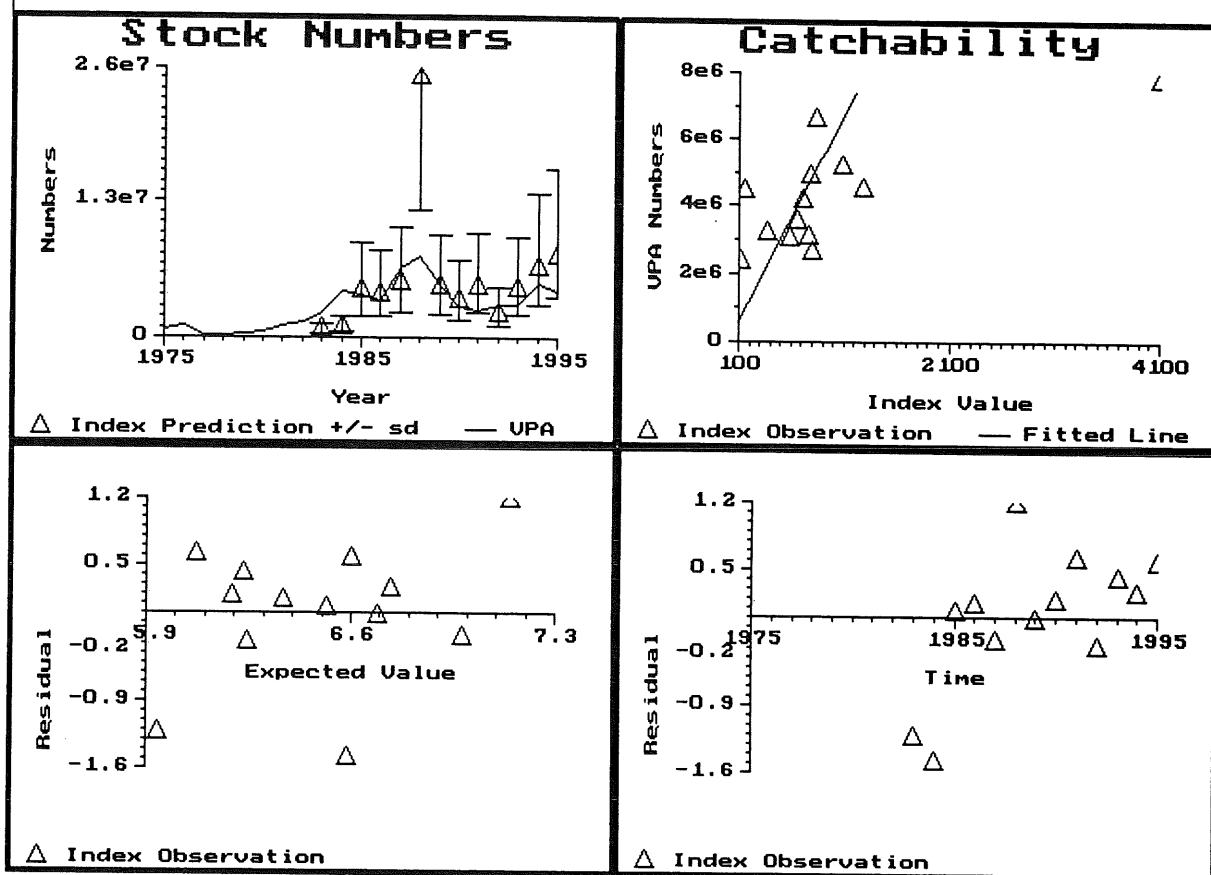 Stock Numbers
2.6e7
1.3e7
0
Numbers
1975 1985 1995
Year
△ Index Prediction +/- sd — VPA
Catchability
8e6
6e6
4e6
2e6
0
VPA Numbers
100 2100 4100
Index Value
△ Index Observation — Fitted Line
1.2
0.5
-0.2
-0.9
-1.6
Residual
5.9 6.6 7.3
Expected Value
△ Index Observation
1.2
0.5
-0.2
-0.9
-1.6
Residual
1975 1985 1995
Time
△ Index Observation